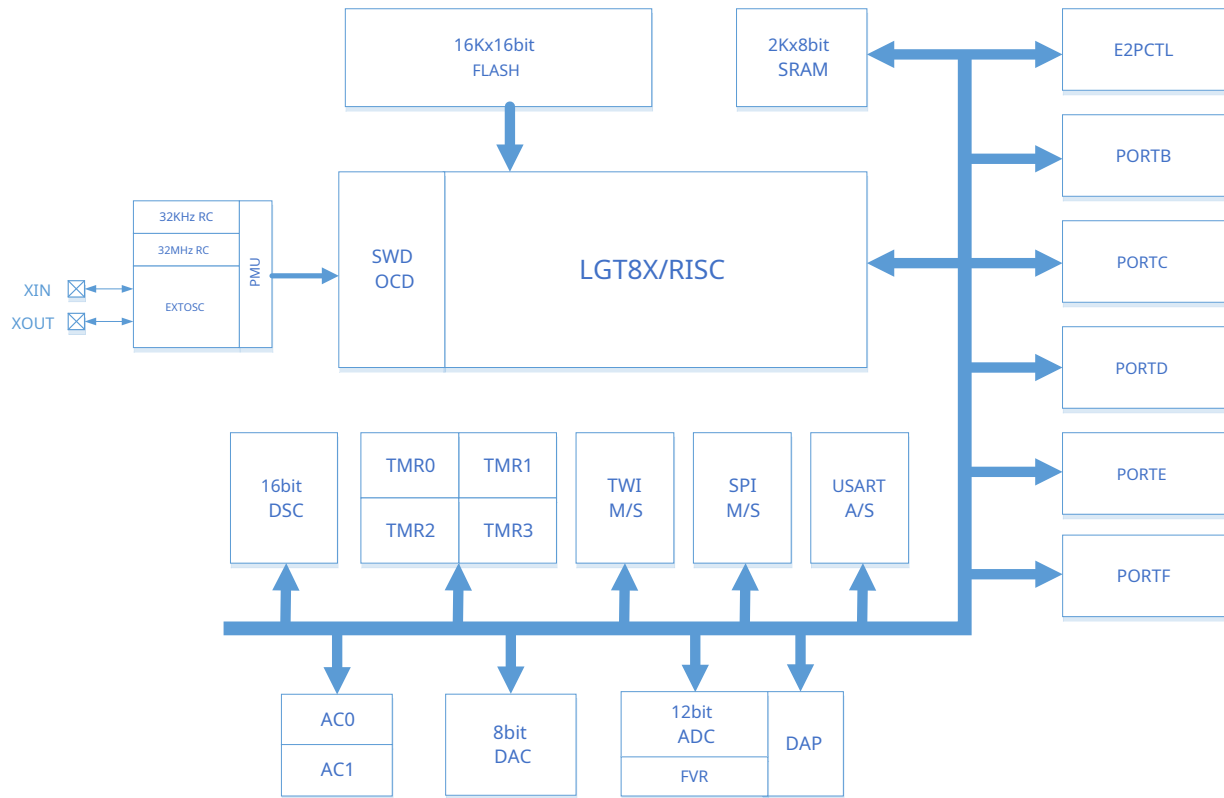 16Kx16bit
FLASH
2Kx8bit
SRAM
E2PCTL
PORTB
32KHz RC
32MHz RC
EXTOSC
PMU
XIN
XOUT
SWD
OCD
LGT8X/RISC
PORTC
PORTD
16bit
DSC
TMR0
TMR1
TMR2
TMR3
TWI
M/S
SPI
M/S
USART
A/S
PORTE
PORTF
AC0
AC1
8bit
DAC
12bit
ADC
FVR
DAP